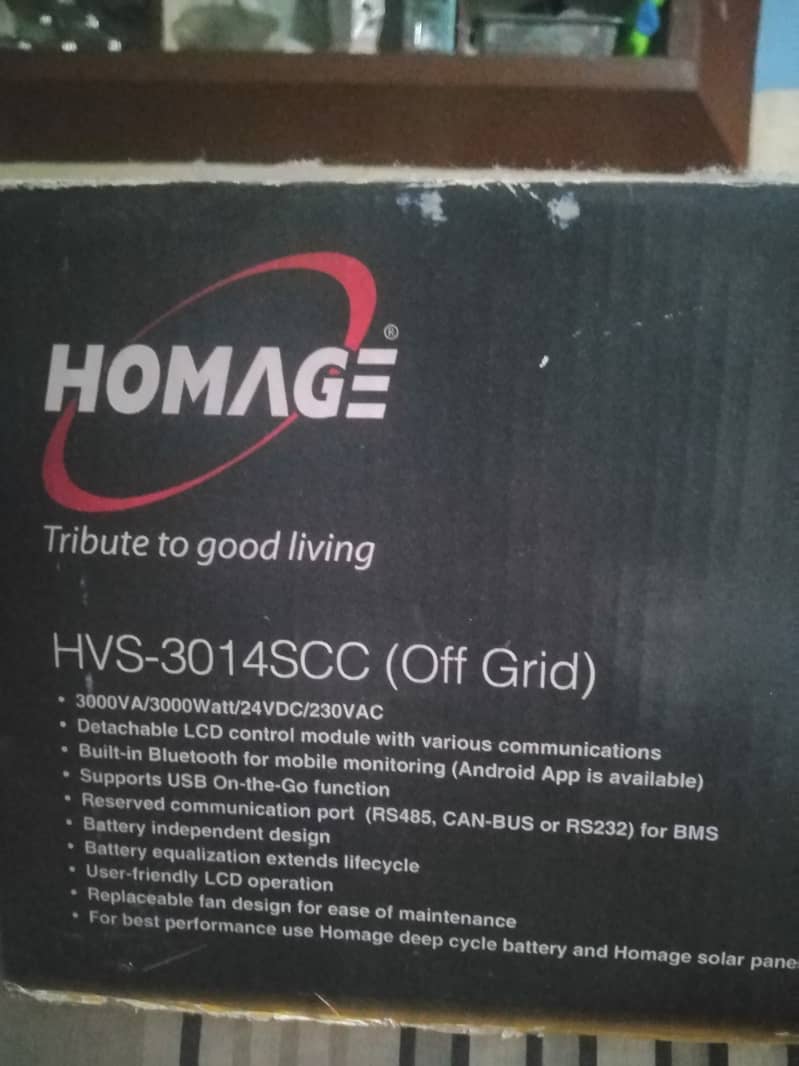 HOMAGE®
Tribute to good living
HVS-3014SCC (Off Grid)
• 3000VA/3000Watt/24VDC/230VAC
• Detachable LCD control module with various communications
• Built-in Bluetooth for mobile monitoring (Android App is available)
• Supports USB On-the-Go function
• Reserved communication port (RS485, CAN-BUS or RS232) for BMS
• Battery independent design
• Battery equalization extends lifecycle
• User-friendly LCD operation
• Replaceable fan design for ease of maintenance
• For best performance use Homage deep cycle battery and Homage solar pane